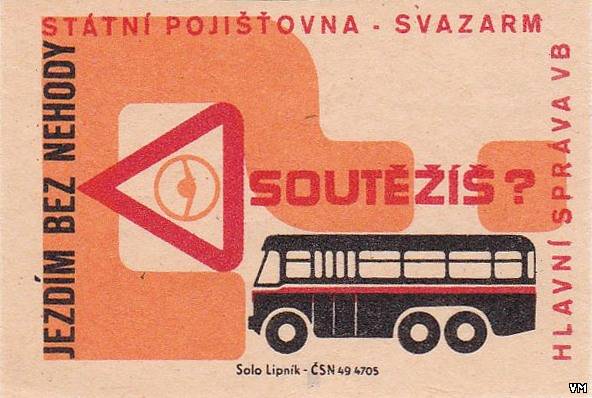 STÁTNÍ POJIŠŤOVNA - SVAZARM
JEZDÍM BEZ NEHODY
SOUTĚŽÍŠ?
HLAVNÍ SPRÁVA VB
Solo Lipník - ČSN 49 4705
VM